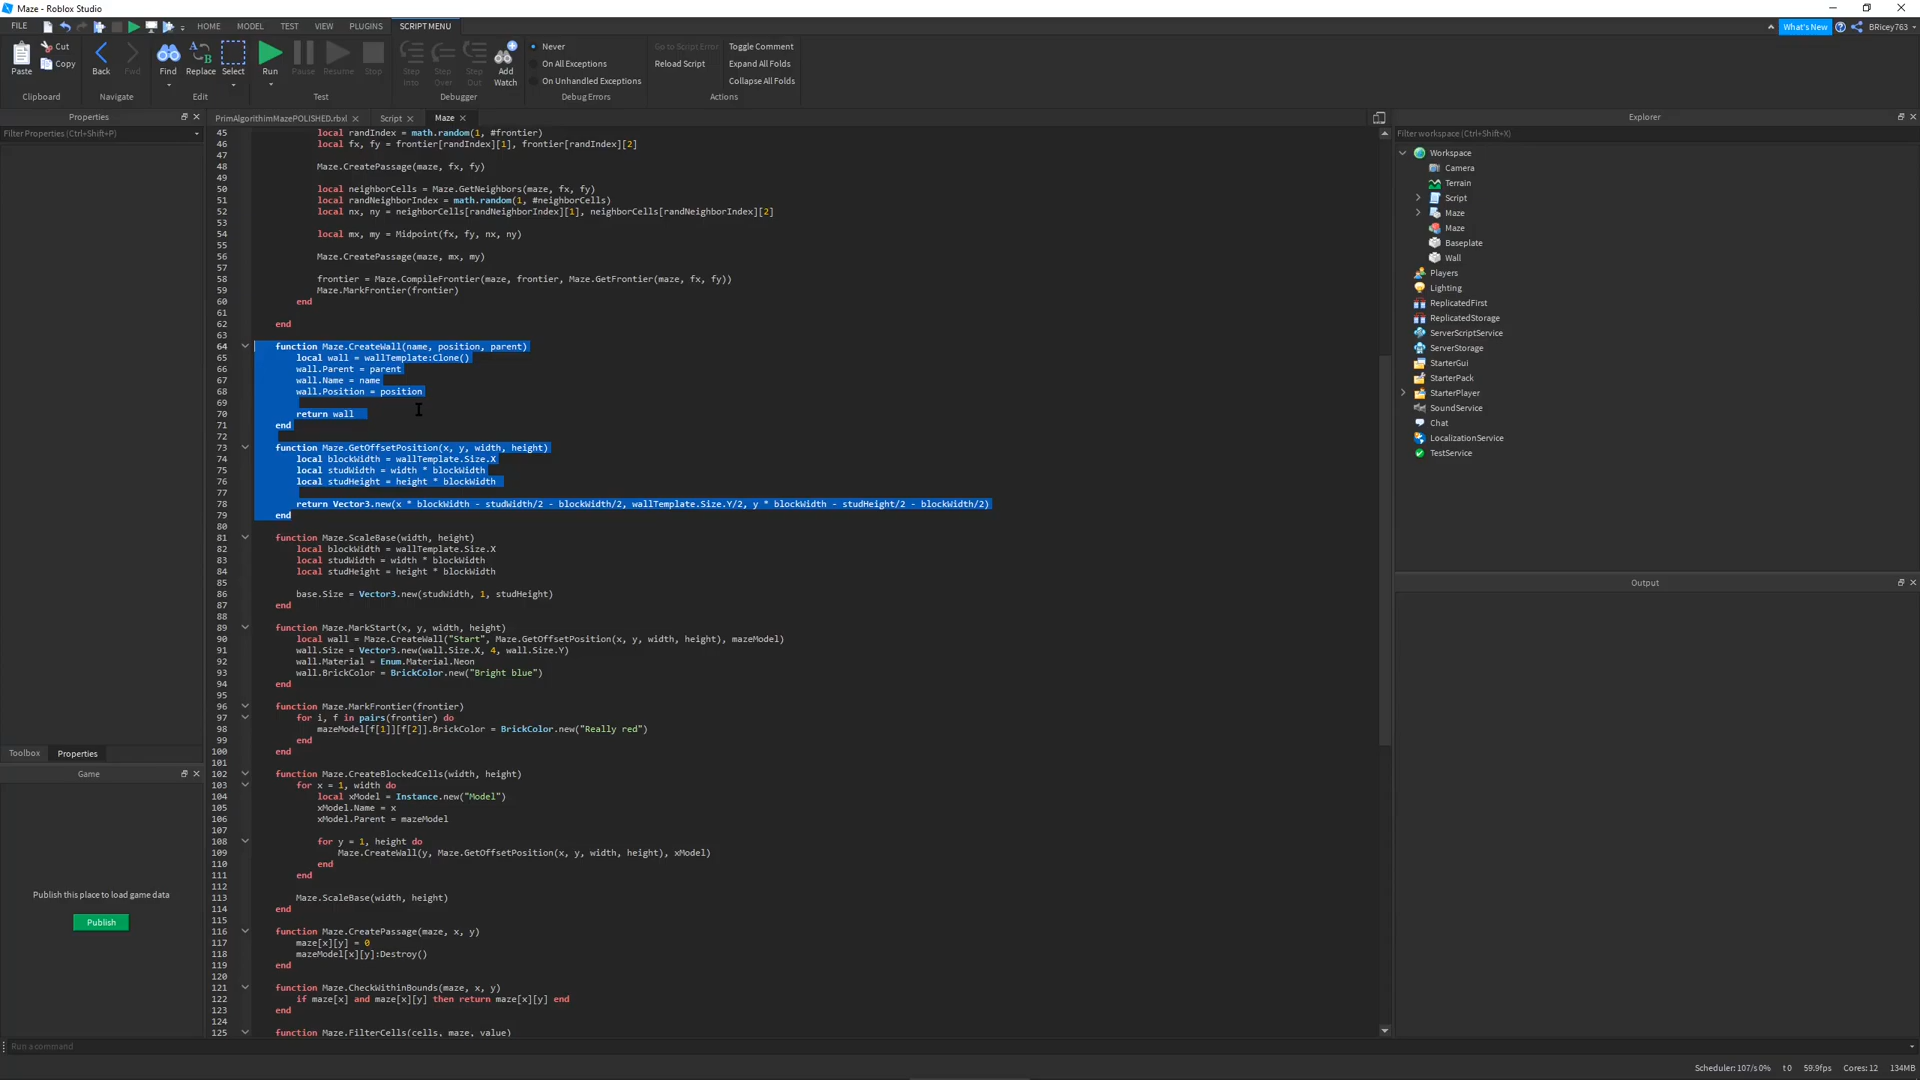 Maze - Roblox Studio
FILE HOME MODEL TEST VIEW PLUGINS SCRIPT MENU What's New BRicey763
Paste Cut Copy Back Fwd Find Replace Select Run Pause Resume Stop Step Into Step Over Step Out Add Watch
Never
On All Exceptions
On Unhandled Exceptions
Go to Script Error
Reload Script
Toggle Comment
Expand All Folds
Collapse All Folds
Clipboard Navigate Edit Test Debugger Debug Errors Actions
Properties
Filter Properties (Ctrl+Shift+P)
Toolbox Properties
Game
Publish this place to load game data
Publish
PrimAlgorithimMazePOLISHED.rbxl Script Maze
45 local randIndex = math.random(1, #frontier)
46 local fx, fy = frontier[randIndex][1], frontier[randIndex][2]
47
48 Maze.CreatePassage(maze, fx, fy)
49
50 local neighborCells = Maze.GetNeighbors(maze, fx, fy)
51 local randNeighborIndex = math.random(1, #neighborCells)
52 local nx, ny = neighborCells[randNeighborIndex][1], neighborCells[randNeighborIndex][2]
53
54 local mx, my = Midpoint(fx, fy, nx, ny)
55
56 Maze.CreatePassage(maze, mx, my)
57
58 frontier = Maze.CompileFrontier(maze, frontier, Maze.GetFrontier(maze, fx, fy))
59 Maze.MarkFrontier(frontier)
60 end
61
62 end
63
64 function Maze.CreateWall(name, position, parent)
65 local wall = wallTemplate:Clone()
66 wall.Parent = parent
67 wall.Name = name
68 wall.Position = position
69
70 return wall
71 end
72
73 function Maze.GetOffsetPosition(x, y, width, height)
74 local blockWidth = wallTemplate.Size.X
75 local studWidth = width * blockWidth
76 local studHeight = height * blockWidth
77
78 return Vector3.new(x * blockWidth - studWidth/2 - blockWidth/2, wallTemplate.Size.Y/2, y * blockWidth - studHeight/2 - blockWidth/2)
79 end
80
81 function Maze.ScaleBase(width, height)
82 local blockWidth = wallTemplate.Size.X
83 local studWidth = width * blockWidth
84 local studHeight = height * blockWidth
85
86 base.Size = Vector3.new(studWidth, 1, studHeight)
87 end
88
89 function Maze.MarkStart(x, y, width, height)
90 local wall = Maze.CreateWall("Start", Maze.GetOffsetPosition(x, y, width, height), mazeModel)
91 wall.Size = Vector3.new(wall.Size.X, 4, wall.Size.Y)
92 wall.Material = Enum.Material.Neon
93 wall.BrickColor = BrickColor.new("Bright blue")
94 end
95
96 function Maze.MarkFrontier(frontier)
97 for i, f in pairs(frontier) do
98 mazeModel[f[1]][f[2]].BrickColor = BrickColor.new("Really red")
99 end
100 end
101
102 function Maze.CreateBlockedCells(width, height)
103 for x = 1, width do
104 local xModel = Instance.new("Model")
105 xModel.Name = x
106 xModel.Parent = mazeModel
107
108 for y = 1, height do
109 Maze.CreateWall(y, Maze.GetOffsetPosition(x, y, width, height), xModel)
110 end
111 end
112
113 Maze.ScaleBase(width, height)
114 end
115
116 function Maze.CreatePassage(maze, x, y)
117 maze[x][y] = 0
118 mazeModel[x][y]:Destroy()
119 end
120
121 function Maze.CheckWithinBounds(maze, x, y)
122 if maze[x] and maze[x][y] then return maze[x][y] end
123 end
124
125 function Maze.FilterCells(cells, maze, value)
Explorer
Filter workspace (Ctrl+Shift+X)
Workspace
Camera
Terrain
Script
Maze
Maze
Baseplate
Wall
Players
Lighting
ReplicatedFirst
ReplicatedStorage
ServerScriptService
ServerStorage
StarterGui
StarterPack
StarterPlayer
SoundService
Chat
LocalizationService
TestService
Output
Run a command
Scheduler: 107/s 0% t 0 59.9fps Cores: 12 134MB